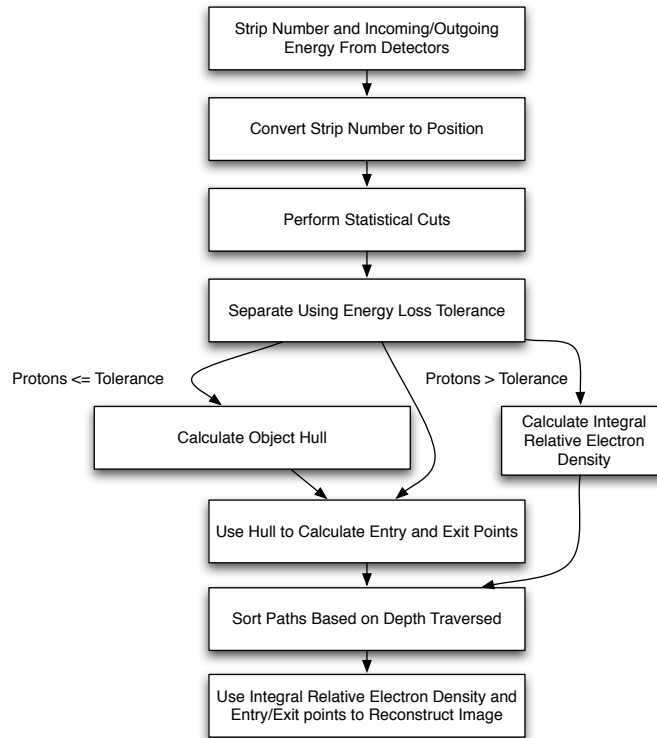 Strip Number and Incoming/Outgoing
Energy From Detectors
Convert Strip Number to Position
Perform Statistical Cuts
Separate Using Energy Loss Tolerance
Protons <= Tolerance
Protons > Tolerance
Calculate Object Hull
Calculate Integral
Relative Electron
Density
Use Hull to Calculate Entry and Exit Points
Sort Paths Based on Depth Traversed
Use Integral Relative Electron Density and
Entry/Exit points to Reconstruct Image